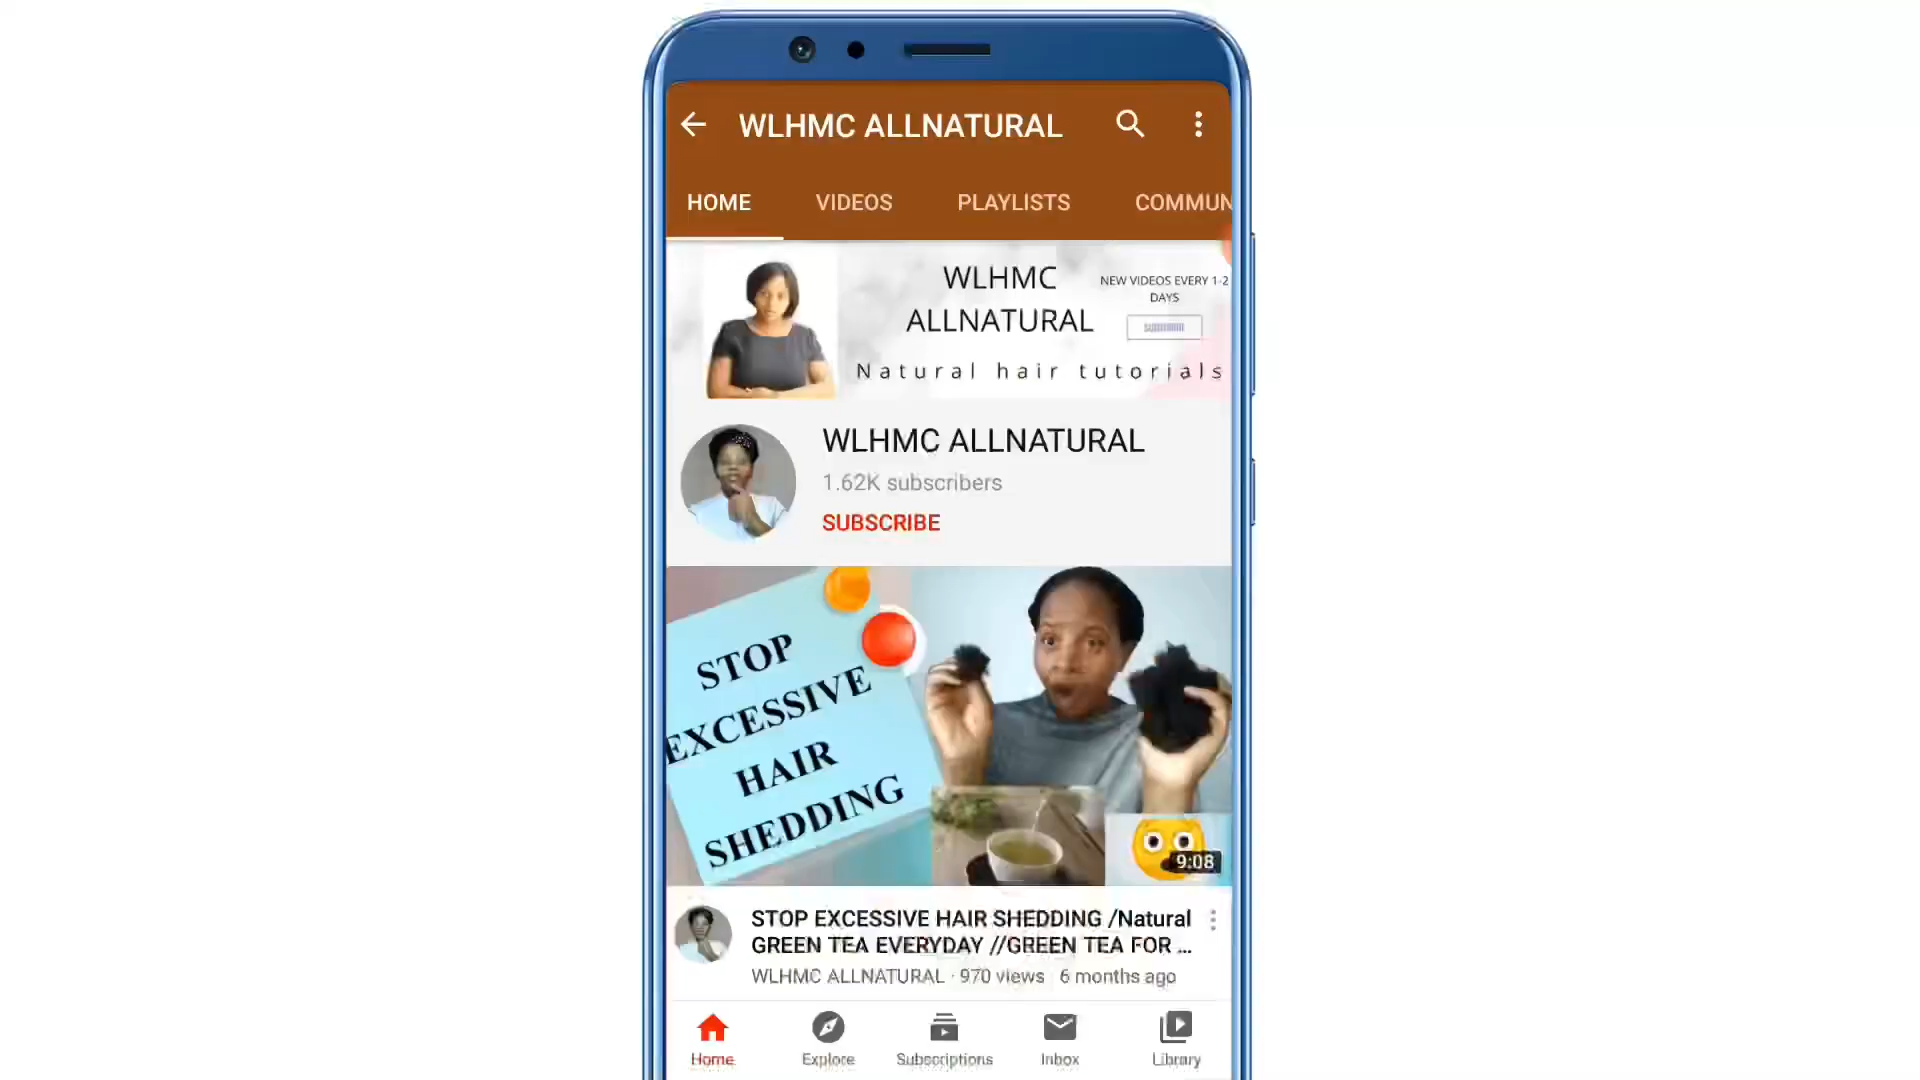 WLHMC ALLNATURAL
HOME VIDEOS PLAYLISTS COMMUN
WLHMC
ALLNATURAL
NEW VIDEOS EVERY 1-2
DAYS
Natural hair tutorials
WLHMC ALLNATURAL
1.62K subscribers
SUBSCRIBE
STOP
EXCESSIVE
HAIR
SHEDDING
9:08
STOP EXCESSIVE HAIR SHEDDING /Natural
GREEN TEA EVERYDAY //GREEN TEA FOR ...
WLHMC ALLNATURAL · 970 views · 6 months ago
Home Explore Subscriptions Inbox Library